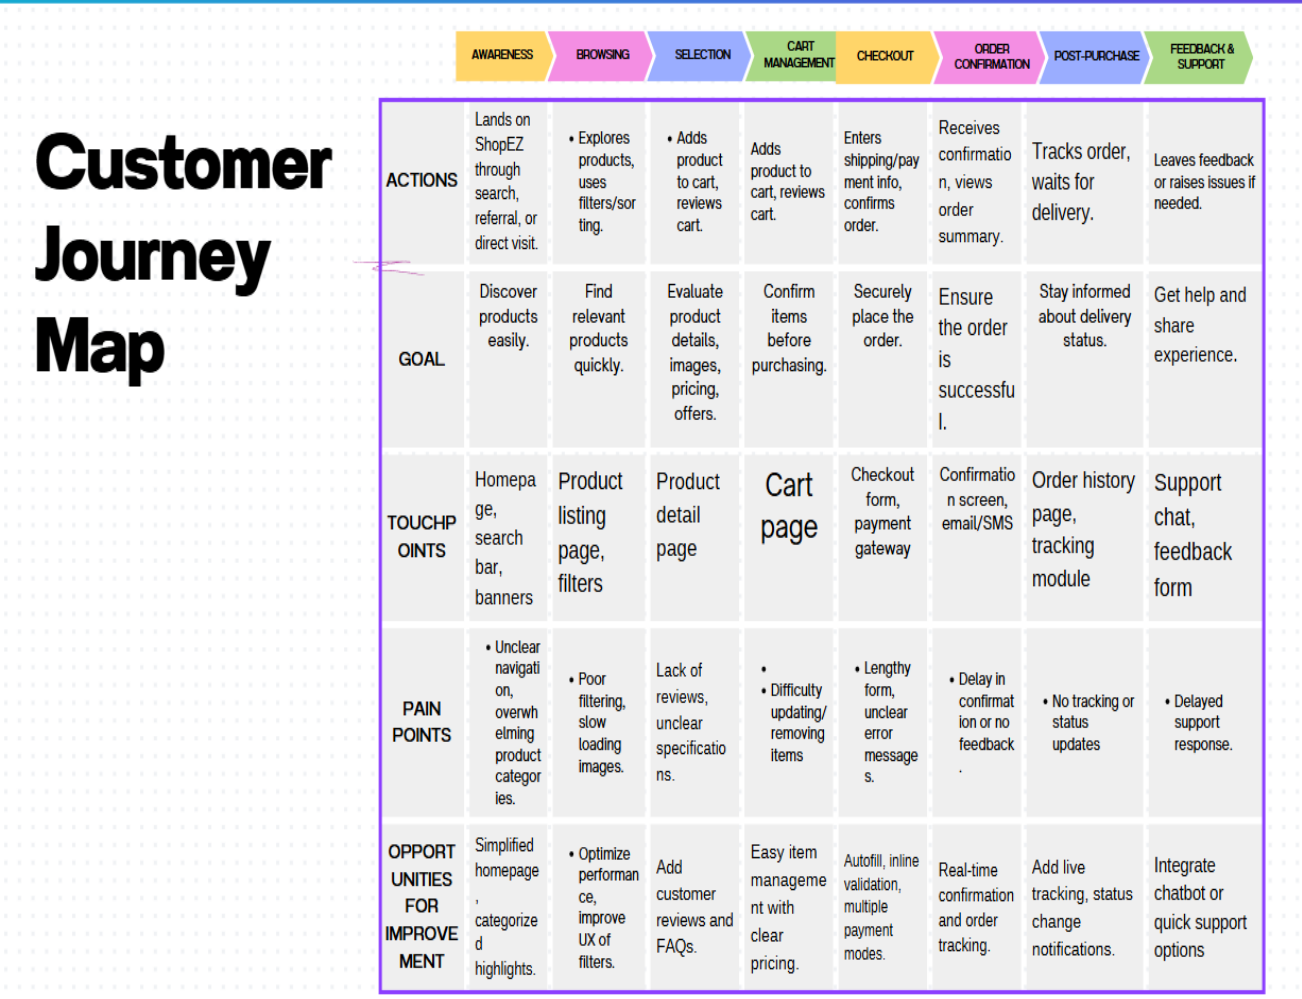 AWARENESS
BROWSING
SELECTION
CART
MANAGEMENT
CHECKOUT
ORDER
CONFIRMATION
POST-PURCHASE
FEEDBACK &
SUPPORT
Customer
Journey
Map
ACTIONS
Lands on
ShopEZ
through
search,
referral, or
direct visit.
• Explores
products,
uses
filters/sor
ting.
• Adds
product
to cart,
reviews
cart.
Adds
product to
cart, reviews
cart.
Enters
shipping/pay
ment info,
confirms
order.
Receives
confirmatio
n, views
order
summary.
Tracks order,
waits for
delivery.
Leaves feedback
or raises issues if
needed.
GOAL
Discover
products
easily.
Find
relevant
products
quickly.
Evaluate
product
details,
images,
pricing,
offers.
Confirm
items
before
purchasing.
Securely
place the
order.
Ensure
the order
is
successfu
l.
Stay informed
about delivery
status.
Get help and
share
experience.
TOUCHP
OINTS
Homepa
ge,
search
bar,
banners
Product
listing
page,
filters
Product
detail
page
Cart
page
Checkout
form,
payment
gateway
Confirmatio
n screen,
email/SMS
Order history
page,
tracking
module
Support
chat,
feedback
form
PAIN
POINTS
• Unclear
navigati
on,
overwh
elming
product
categor
ies.
• Poor
filtering,
slow
loading
images.
Lack of
reviews,
unclear
specificatio
ns.
•
• Difficulty
updating/
removing
items
• Lengthy
form,
unclear
error
message
s.
• Delay in
confirmat
ion or no
feedback
.
• No tracking or
status
updates
• Delayed
support
response.
OPPORT
UNITIES
FOR
IMPROVE
MENT
Simplified
homepage
,
categorize
d
highlights.
• Optimize
performan
ce,
improve
UX of
filters.
Add
customer
reviews and
FAQs.
Easy item
manageme
nt with
clear
pricing.
Autofill, inline
validation,
multiple
payment
modes.
Real-time
confirmation
and order
tracking.
Add live
tracking, status
change
notifications.
Integrate
chatbot or
quick support
options